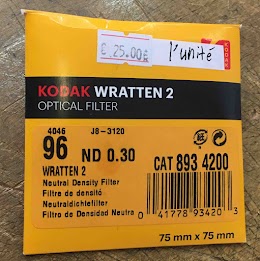 £ 25.00
l'unité
KODAK
KODAK WRATTEN 2
OPTICAL FILTER
4046 J8-3120
96 ND 0.30
WRATTEN 2
Neutral Density Filter
Filtre de densité
Neutraldichtefilter
Filtro de Densidad Neutra
CAT 893 4200
0 41778 93420 3
75 mm x 75 mm